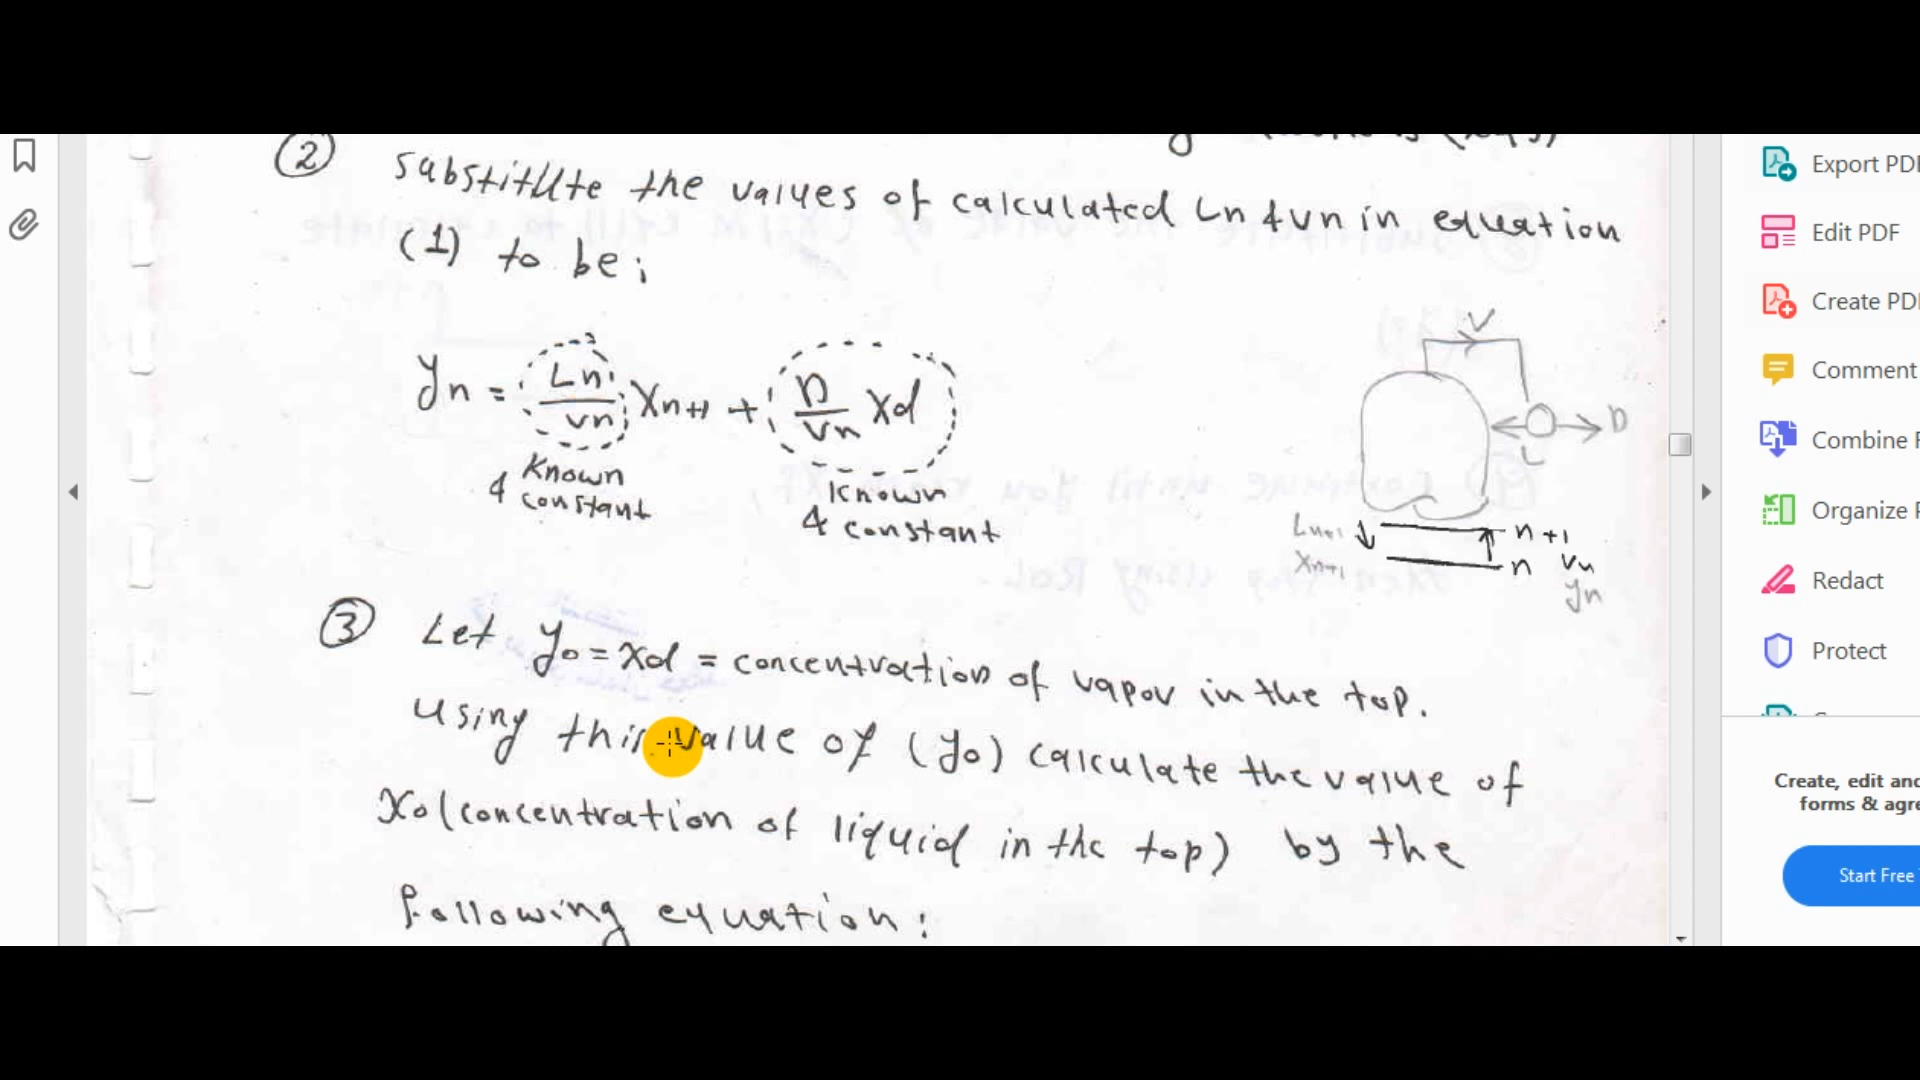 ② substitute the values of calculated Ln & vn in equation
(1) to be;
yn = Ln/vn Xn+1 + D/vn Xd
Known
& constant
Known
& constant
V
D
L
Ln+1
Xn+1
n+1
n
Vn
yn
③ Let yo = Xd = concentration of vapor in the top.
using this value of (yo) calculate the value of
Xo (concentration of liquid in the top) by the
following equation:
Export PDF
Edit PDF
Create PDF
Comment
Combine F
Organize P
Redact
Protect
Create, edit and
forms & agre
Start Free